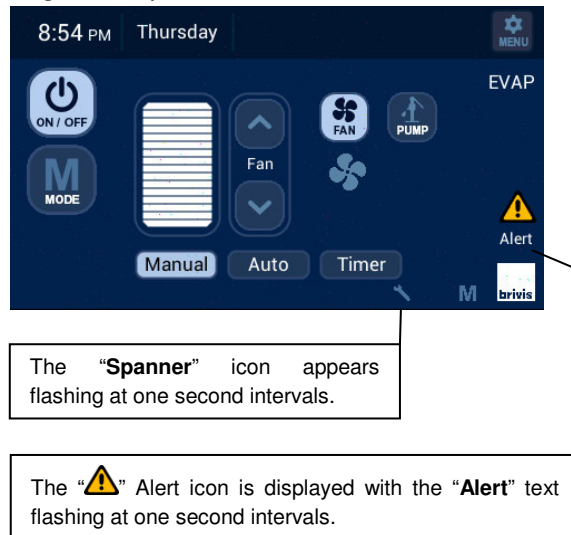 8:54 PM Thursday
MENU
EVAP
ON / OFF
FAN
PUMP
Fan
M
MODE
Alert
Manual Auto Timer
M
brivis
The “Spanner” icon appears
flashing at one second intervals.
The “⚠” Alert icon is displayed with the “Alert” text
flashing at one second intervals.